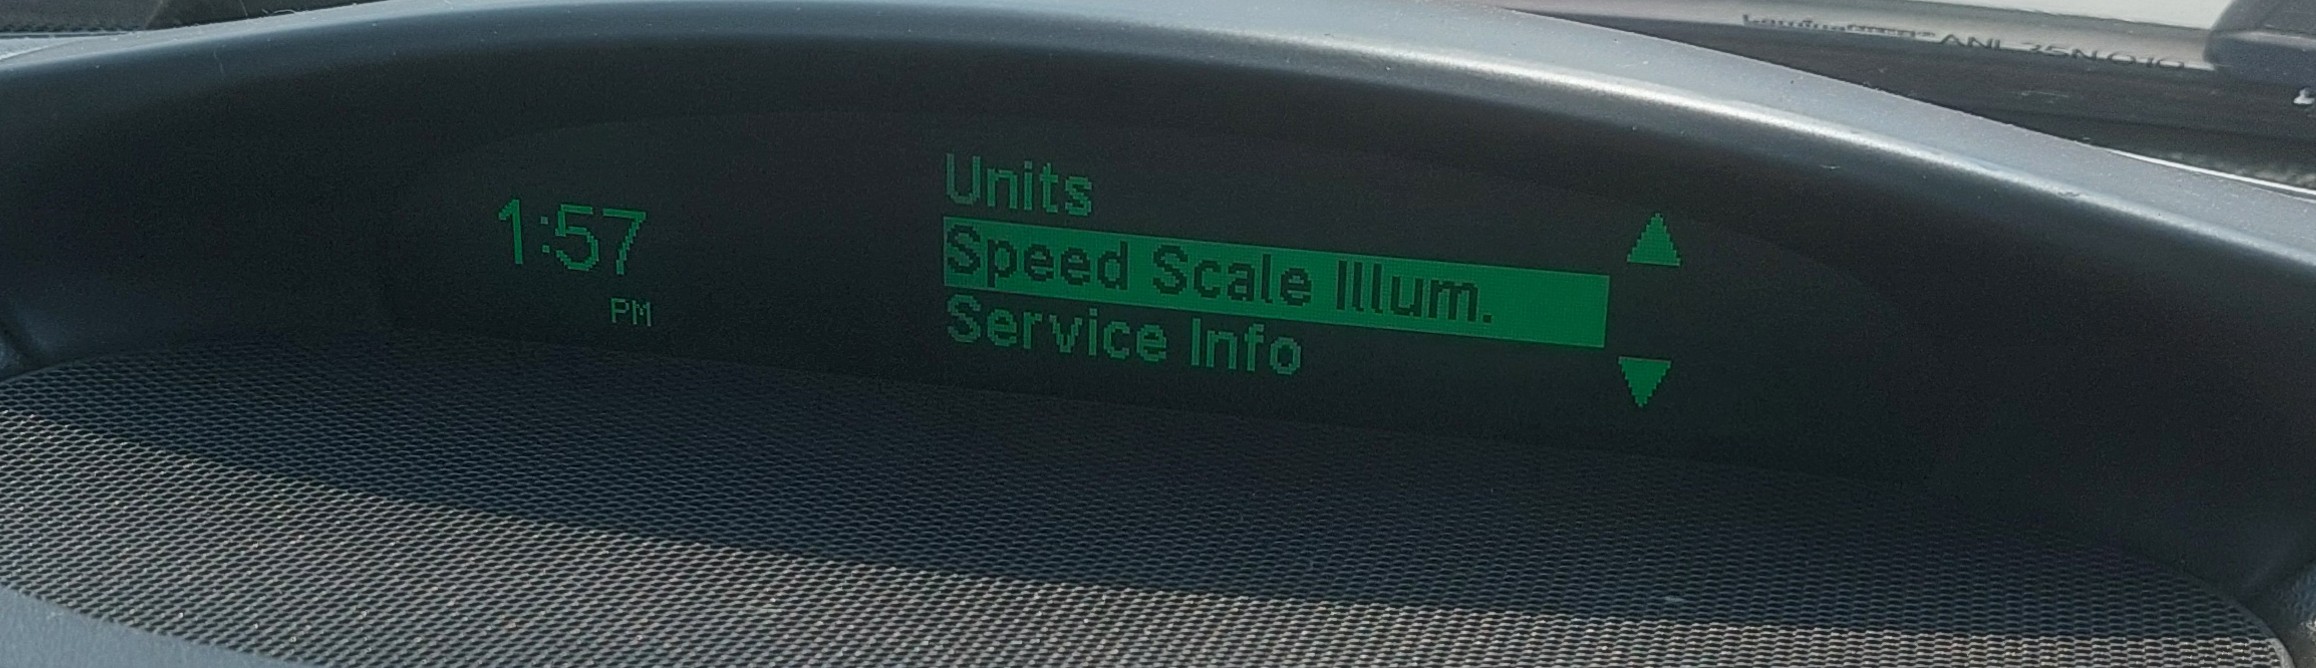 1:57
PM
Units
Speed Scale Illum.
Service Info